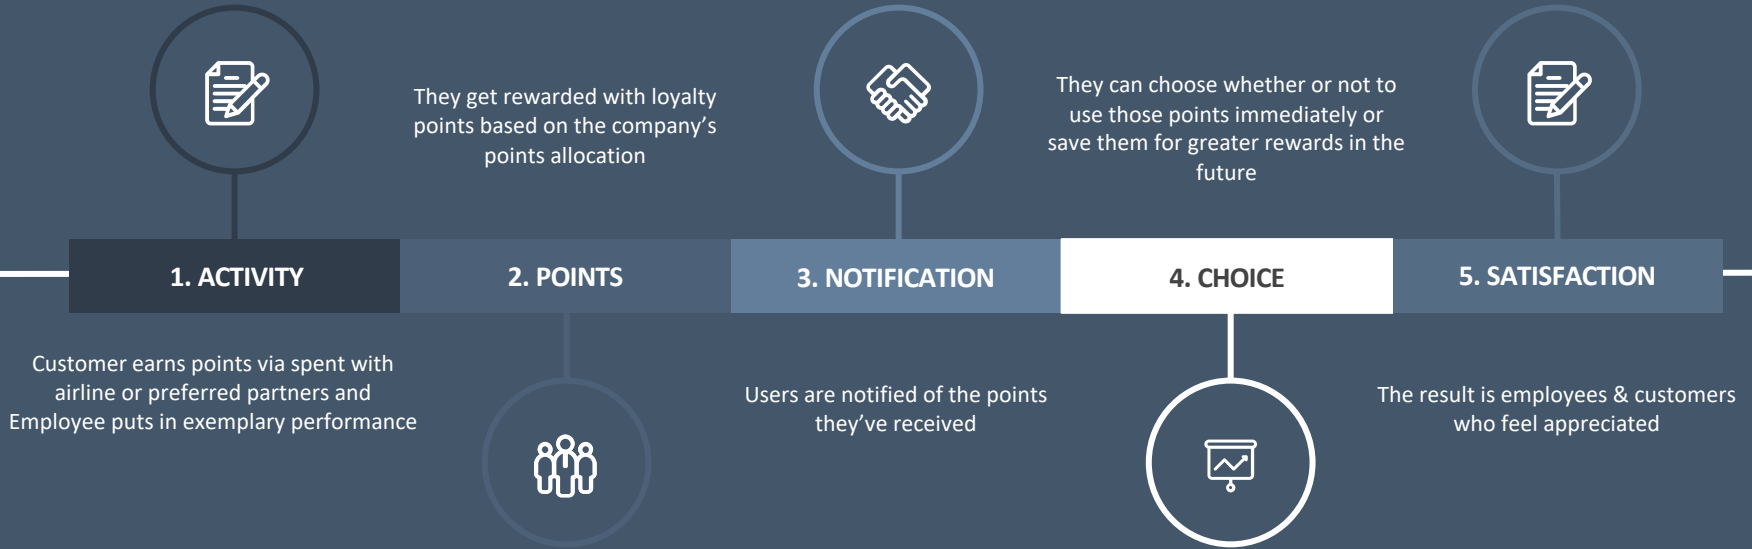 They get rewarded with loyalty
points based on the company’s
points allocation
They can choose whether or not to
use those points immediately or
save them for greater rewards in the
future
1. ACTIVITY
2. POINTS
3. NOTIFICATION
4. CHOICE
5. SATISFACTION
Customer earns points via spent with
airline or preferred partners and
Employee puts in exemplary performance
Users are notified of the points
they’ve received
The result is employees & customers
who feel appreciated